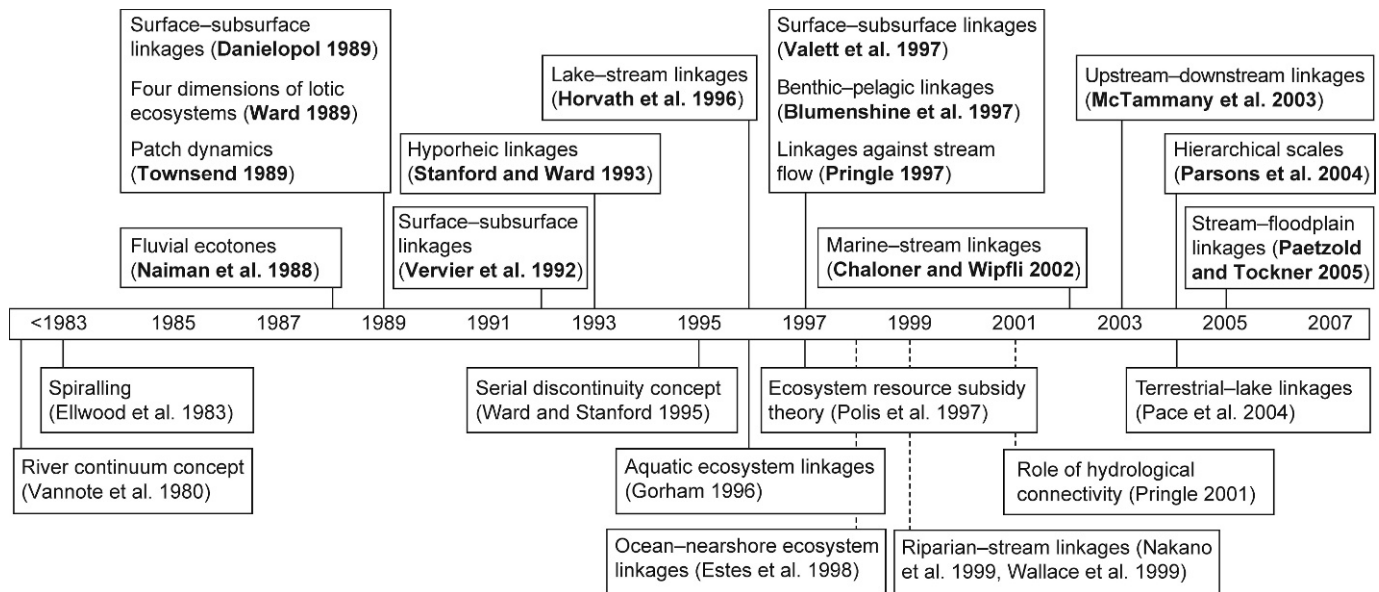 Surface–subsurface
linkages (Danielopol 1989)
Four dimensions of lotic
ecosystems (Ward 1989)
Patch dynamics
(Townsend 1989)
Fluvial ecotones
(Naiman et al. 1988)
Hyporheic linkages
(Stanford and Ward 1993)
Surface–subsurface
linkages
(Vervier et al. 1992)
Lake–stream linkages
(Horvath et al. 1996)
Surface–subsurface linkages
(Valett et al. 1997)
Benthic–pelagic linkages
(Blumenshine et al. 1997)
Linkages against stream
flow (Pringle 1997)
Marine–stream linkages
(Chaloner and Wipfli 2002)
Upstream–downstream linkages
(McTammany et al. 2003)
Hierarchical scales
(Parsons et al. 2004)
Stream–floodplain
linkages (Paetzold
and Tockner 2005)
<1983 1985 1987 1989 1991 1993 1995 1997 1999 2001 2003 2005 2007
Spiralling
(Ellwood et al. 1983)
River continuum concept
(Vannote et al. 1980)
Serial discontinuity concept
(Ward and Stanford 1995)
Aquatic ecosystem linkages
(Gorham 1996)
Ocean–nearshore ecosystem
linkages (Estes et al. 1998)
Ecosystem resource subsidy
theory (Polis et al. 1997)
Riparian–stream linkages (Nakano
et al. 1999, Wallace et al. 1999)
Role of hydrological
connectivity (Pringle 2001)
Terrestrial–lake linkages
(Pace et al. 2004)